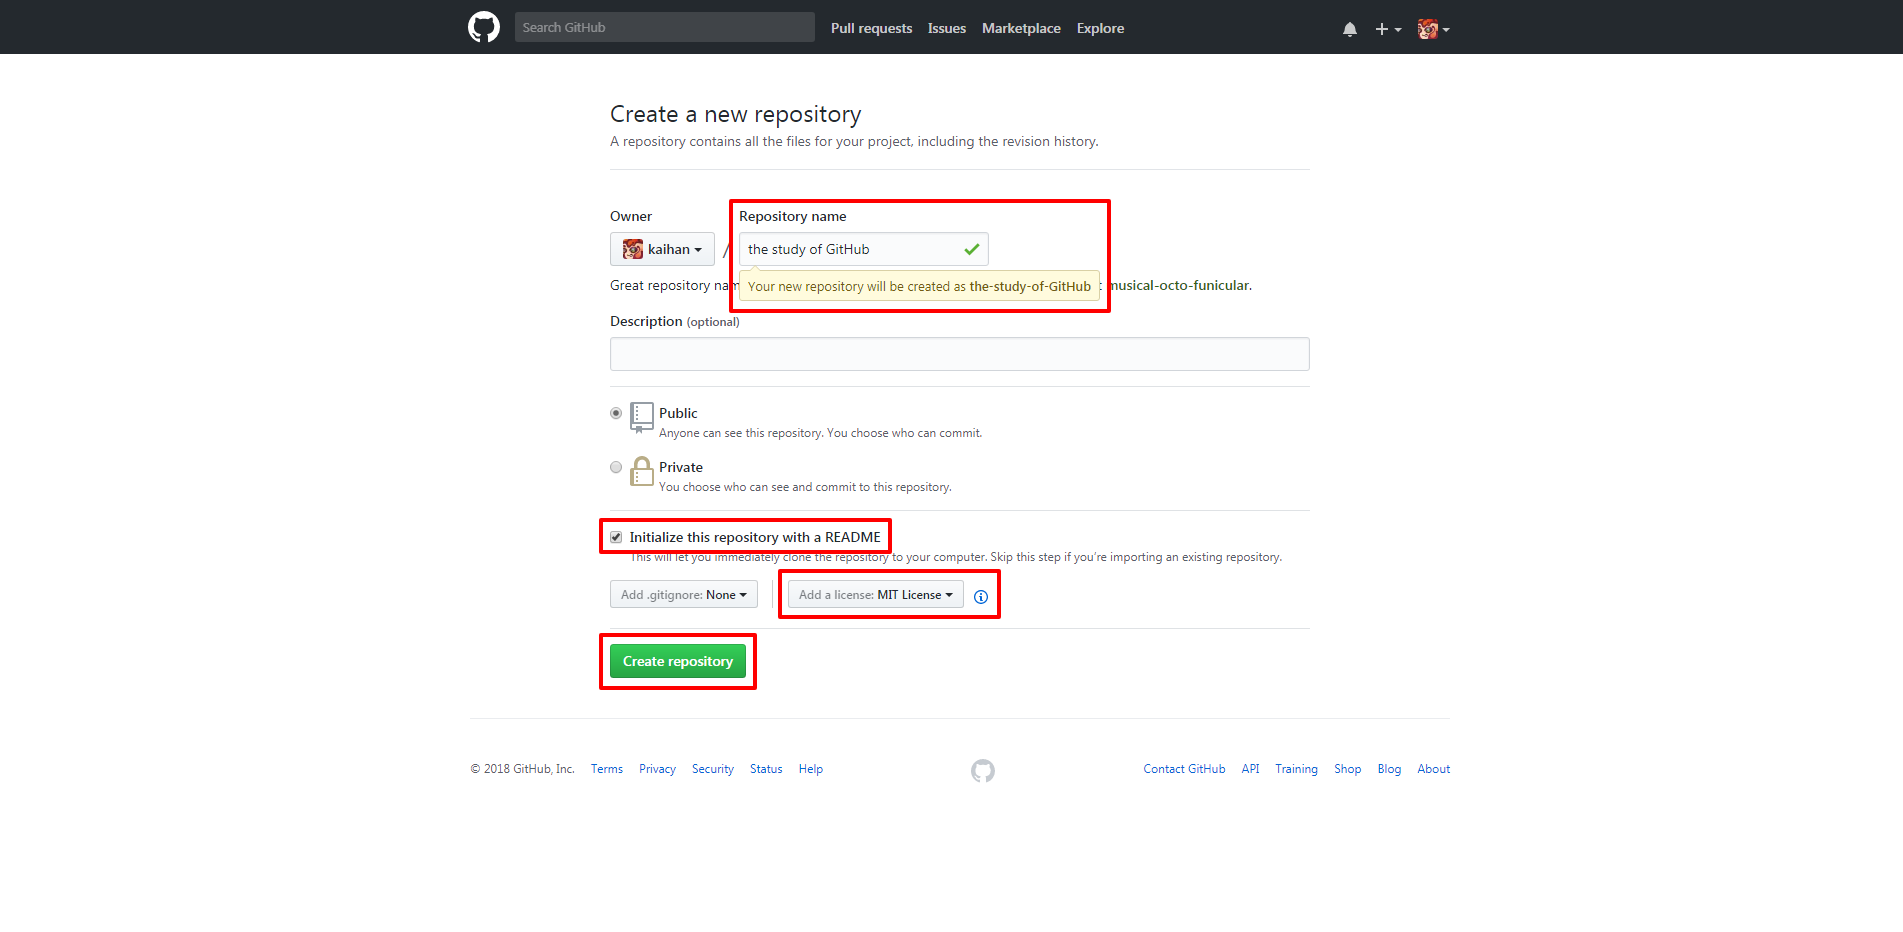 Search GitHub Pull requests Issues Marketplace Explore
Create a new repository
A repository contains all the files for your project, including the revision history.
Owner Repository name
kaihan / the study of GitHub
Great repository nam
Your new repository will be created as the-study-of-GitHub
musical-octo-funicular.
Description (optional)
Public
Anyone can see this repository. You choose who can commit.
Private
You choose who can see and commit to this repository.
Initialize this repository with a README
This will let you immediately clone the repository to your computer. Skip this step if you're importing an existing repository.
Add .gitignore: None Add a license: MIT License
Create repository
© 2018 GitHub, Inc. Terms Privacy Security Status Help Contact GitHub API Training Shop Blog About